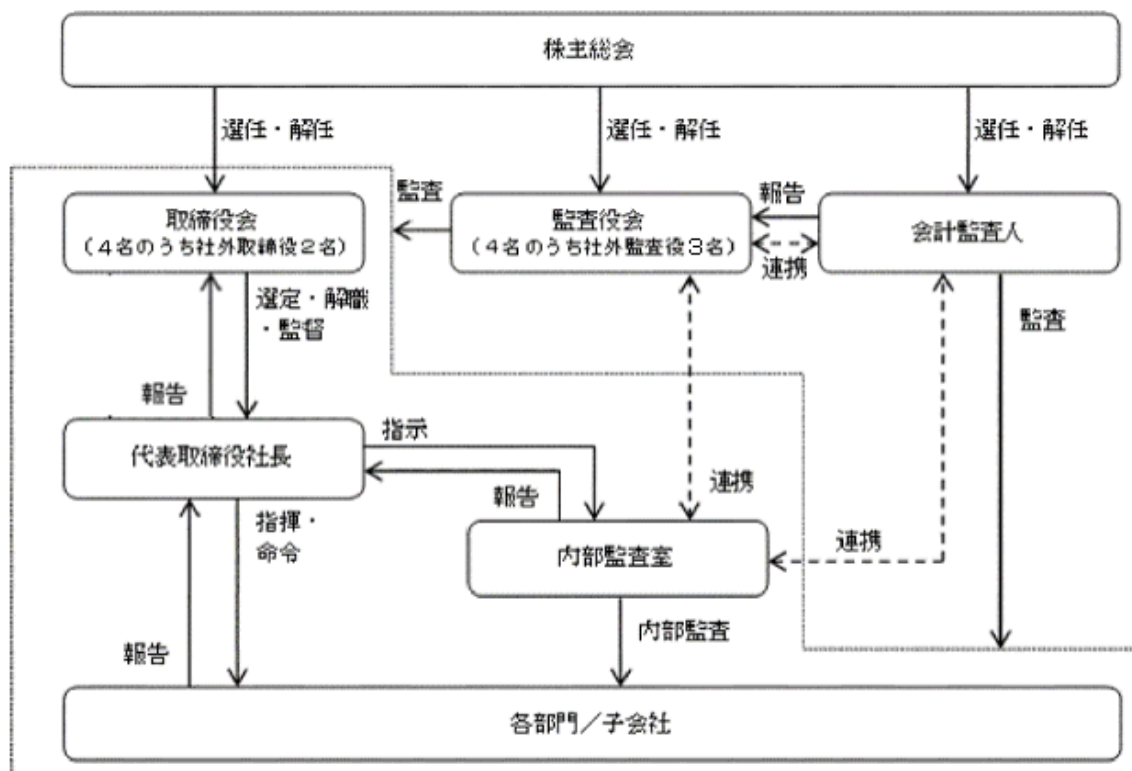 株主総会
選任・解任
選任・解任
選任・解任
取締役会
（４名のうち社外取締役２名）
監査
監査役会
（４名のうち社外監査役３名）
報告
連携
会計監査人
選定・解職
・監督
監査
報告
代表取締役社長
指示
報告
連携
指揮・
命令
内部監査室
連携
内部監査
報告
各部門／子会社